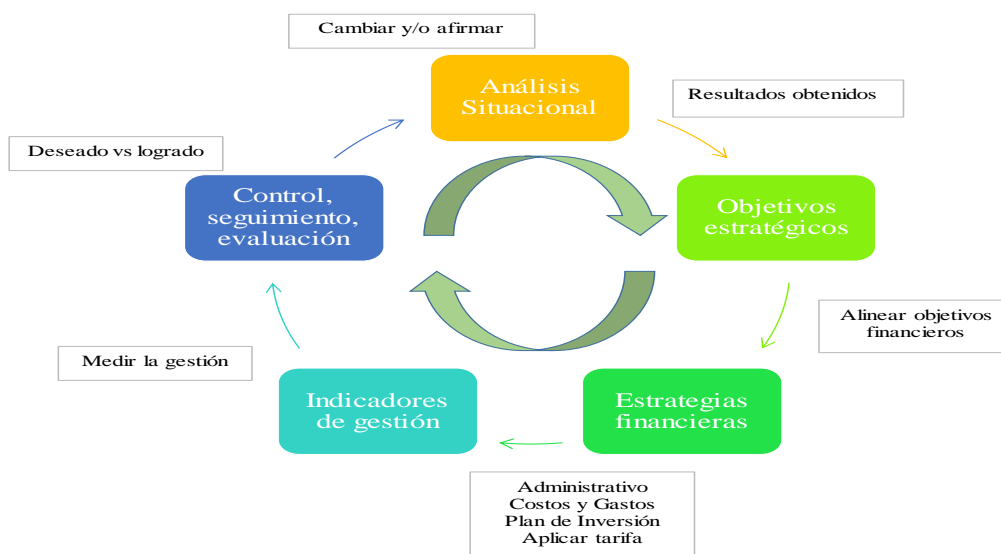 Cambiar y/o afirmar
Análisis
Situacional
Resultados obtenidos
Deseado vs logrado
Control,
seguimiento,
evaluación
Objetivos
estratégicos
Alinear objetivos
financieros
Medir la gestión
Indicadores
de gestión
Estrategias
financieras
Administrativo
Costos y Gastos
Plan de Inversión
Aplicar tarifa